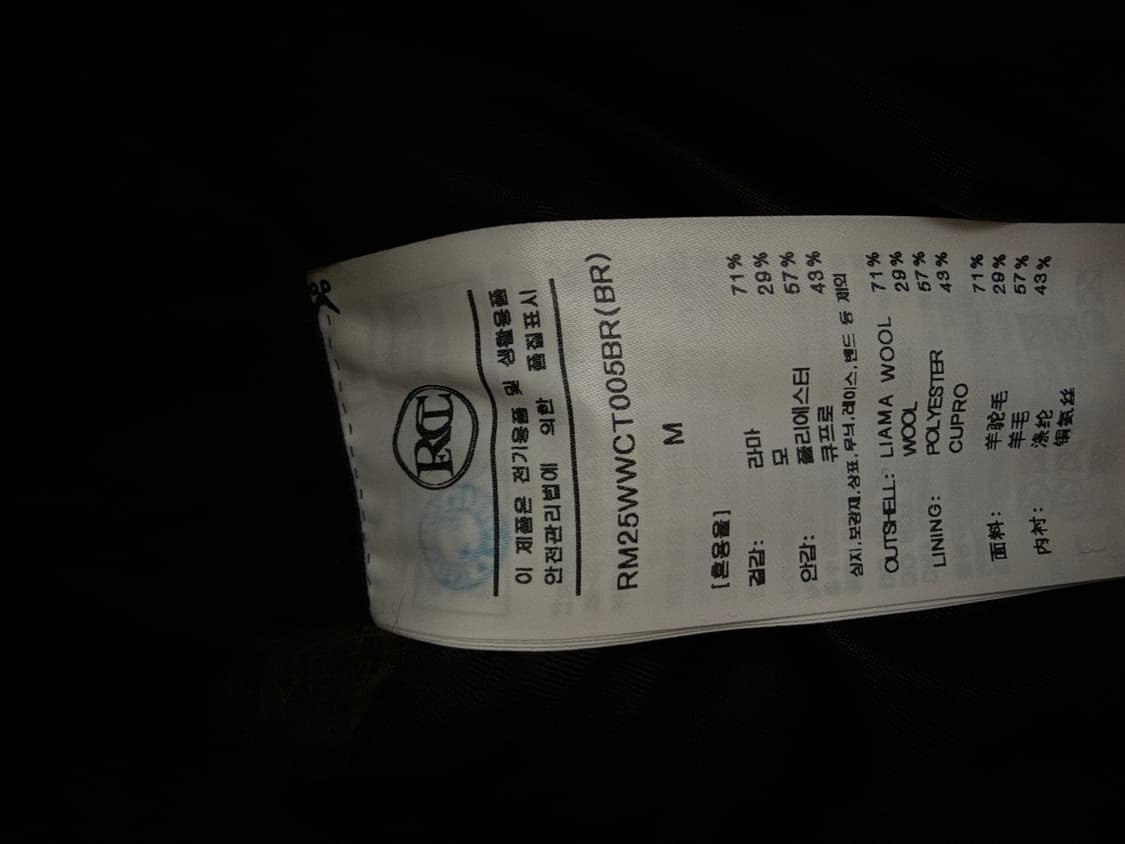 RCT
이 제품은 전기용품 및 생활용품
안전관리법에 의한 품질표시
RM25WWCT005BR(BR)
M
[혼용율]
겉감: 라마 71%
모 29%
안감: 폴리에스터 57%
큐프로 43%
심지,보강재,상표,무늬,레이스,밴드 등 제외
OUTSHELL: LIAMA WOOL 71%
WOOL 29%
LINING: POLYESTER 57%
CUPRO 43%
面料: 羊驼毛 71%
羊毛 29%
内衬: 涤纶 57%
铜氨丝 43%